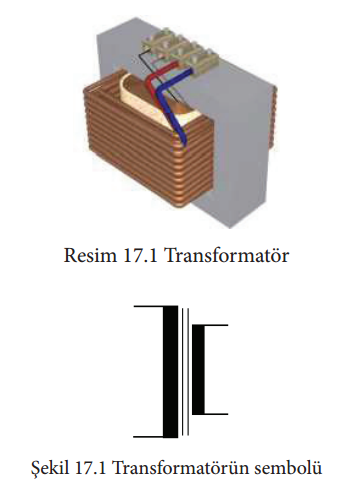 Resim 17.1 Transformatör
Şekil 17.1 Transformatörün sembolü